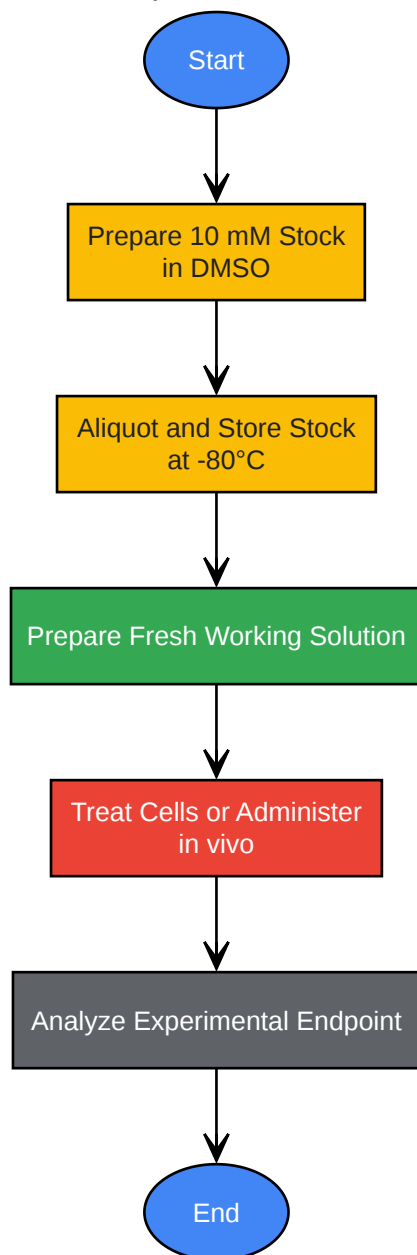 Start
Prepare 10 mM Stock
in DMSO
Aliquot and Store Stock
at -80°C
Prepare Fresh Working Solution
Treat Cells or Administer
in vivo
Analyze Experimental Endpoint
End